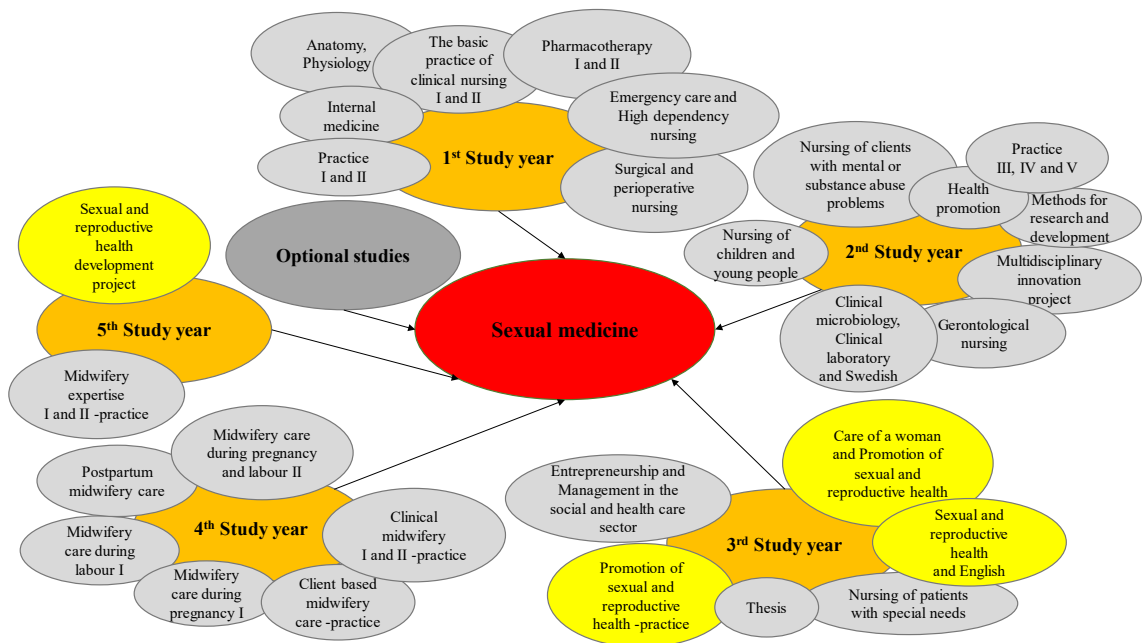 Anatomy,
Physiology
The basic
practice of
clinical nursing
I and II
Pharmacotherapy
I and II
Internal
medicine
Emergency care and
High dependency
nursing
Practice
I and II
1st Study year
Surgical and
perioperative
nursing
Nursing of clients
with mental or
substance abuse
problems
Practice
III, IV and V
Health
promotion
Methods for
research and
development
Nursing of
children and
young people
2nd Study year
Multidisciplinary
innovation
project
Clinical
microbiology,
Clinical
laboratory
and Swedish
Gerontological
nursing
Sexual and
reproductive
health
development
project
Optional studies
5th Study year
Sexual medicine
Midwifery
expertise
I and II -practice
Midwifery care
during pregnancy
and labour II
Postpartum
midwifery care
4th Study year
Clinical midwifery
I and II -practice
Midwifery
care during
labour I
Midwifery
care during
pregnancy I
Client based
midwifery
care -practice
Care of a woman
and Promotion of
sexual and
reproductive health
Entrepreneurship and
Management in the
social and health care
sector
3rd Study year
Sexual and
reproductive
health
and English
Promotion of
sexual and
reproductive
health -practice
Thesis
Nursing of patients
with special needs